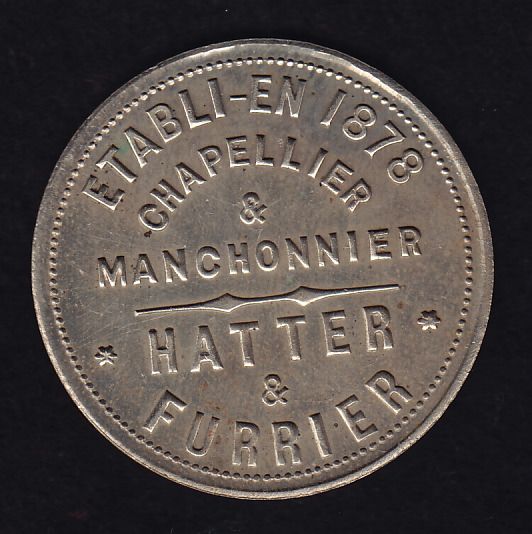 ETABLI-EN 1878
CHAPELLIER
&
MANCHONNIER
HATTER
&
FURRIER